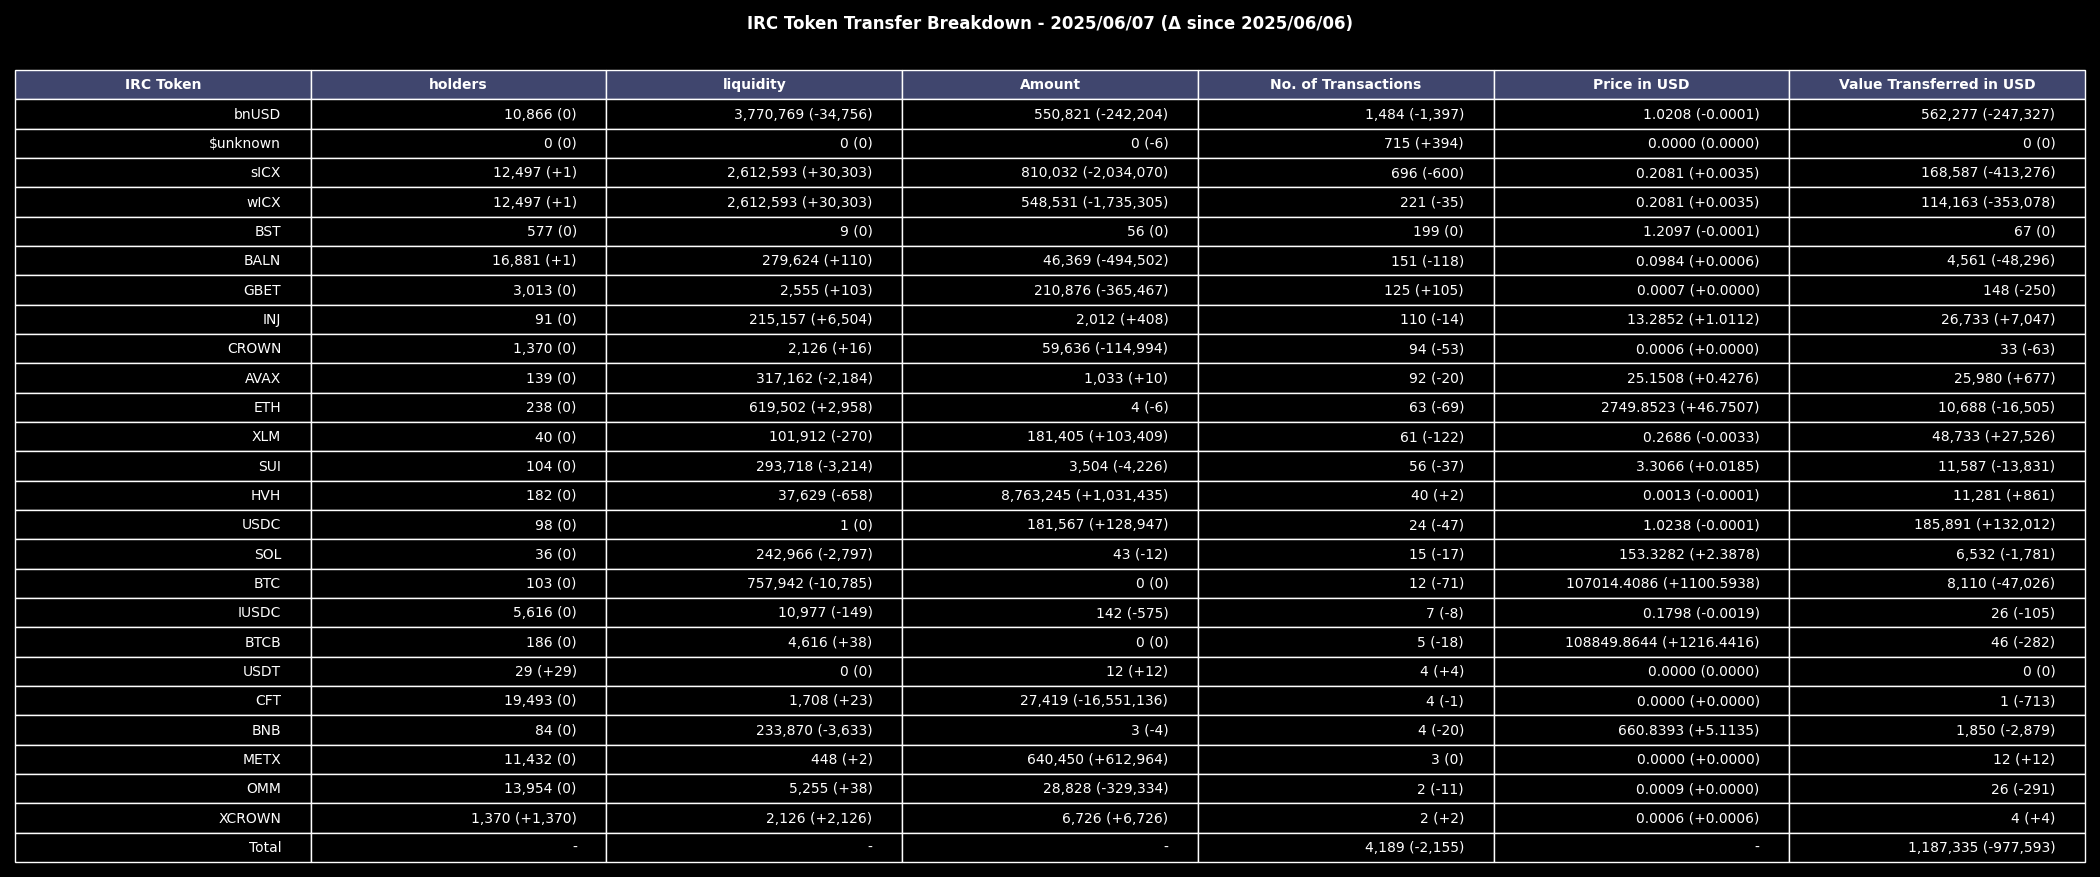 IRC Token Transfer Breakdown - 2025/06/07 (Δ since 2025/06/06)
IRC Token holders liquidity Amount No. of Transactions Price in USD Value Transferred in USD
bnUSD 10,866 (0) 3,770,769 (-34,756) 550,821 (-242,204) 1,484 (-1,397) 1.0208 (-0.0001) 562,277 (-247,327)
$unknown 0 (0) 0 (0) 0 (-6) 715 (+394) 0.0000 (0.0000) 0 (0)
sICX 12,497 (+1) 2,612,593 (+30,303) 810,032 (-2,034,070) 696 (-600) 0.2081 (+0.0035) 168,587 (-413,276)
wICX 12,497 (+1) 2,612,593 (+30,303) 548,531 (-1,735,305) 221 (-35) 0.2081 (+0.0035) 114,163 (-353,078)
BST 577 (0) 9 (0) 56 (0) 199 (0) 1.2097 (-0.0001) 67 (0)
BALN 16,881 (+1) 279,624 (+110) 46,369 (-494,502) 151 (-118) 0.0984 (+0.0006) 4,561 (-48,296)
GBET 3,013 (0) 2,555 (+103) 210,876 (-365,467) 125 (+105) 0.0007 (+0.0000) 148 (-250)
INJ 91 (0) 215,157 (+6,504) 2,012 (+408) 110 (-14) 13.2852 (+1.0112) 26,733 (+7,047)
CROWN 1,370 (0) 2,126 (+16) 59,636 (-114,994) 94 (-53) 0.0006 (+0.0000) 33 (-63)
AVAX 139 (0) 317,162 (-2,184) 1,033 (+10) 92 (-20) 25.1508 (+0.4276) 25,980 (+677)
ETH 238 (0) 619,502 (+2,958) 4 (-6) 63 (-69) 2749.8523 (+46.7507) 10,688 (-16,505)
XLM 40 (0) 101,912 (-270) 181,405 (+103,409) 61 (-122) 0.2686 (-0.0033) 48,733 (+27,526)
SUI 104 (0) 293,718 (-3,214) 3,504 (-4,226) 56 (-37) 3.3066 (+0.0185) 11,587 (-13,831)
HVH 182 (0) 37,629 (-658) 8,763,245 (+1,031,435) 40 (+2) 0.0013 (-0.0001) 11,281 (+861)
USDC 98 (0) 1 (0) 181,567 (+128,947) 24 (-47) 1.0238 (-0.0001) 185,891 (+132,012)
SOL 36 (0) 242,966 (-2,797) 43 (-12) 15 (-17) 153.3282 (+2.3878) 6,532 (-1,781)
BTC 103 (0) 757,942 (-10,785) 0 (0) 12 (-71) 107014.4086 (+1100.5938) 8,110 (-47,026)
IUSDC 5,616 (0) 10,977 (-149) 142 (-575) 7 (-8) 0.1798 (-0.0019) 26 (-105)
BTCB 186 (0) 4,616 (+38) 0 (0) 5 (-18) 108849.8644 (+1216.4416) 46 (-282)
USDT 29 (+29) 0 (0) 12 (+12) 4 (+4) 0.0000 (0.0000) 0 (0)
CFT 19,493 (0) 1,708 (+23) 27,419 (-16,551,136) 4 (-1) 0.0000 (+0.0000) 1 (-713)
BNB 84 (0) 233,870 (-3,633) 3 (-4) 4 (-20) 660.8393 (+5.1135) 1,850 (-2,879)
METX 11,432 (0) 448 (+2) 640,450 (+612,964) 3 (0) 0.0000 (+0.0000) 12 (+12)
OMM 13,954 (0) 5,255 (+38) 28,828 (-329,334) 2 (-11) 0.0009 (+0.0000) 26 (-291)
XCROWN 1,370 (+1,370) 2,126 (+2,126) 6,726 (+6,726) 2 (+2) 0.0006 (+0.0006) 4 (+4)
Total - - - 4,189 (-2,155) - 1,187,335 (-977,593)